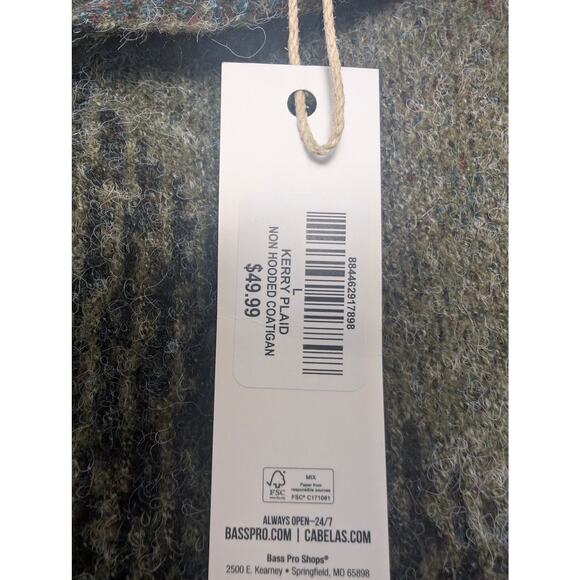 884462917898
L
KERRY PLAID
NON HOODED COATIGAN
$49.99
FSC
MIX
Paper from
responsible sources
FSC® C171081
ALWAYS OPEN–24/7
BASSPRO.COM | CABELAS.COM
Bass Pro Shops®
2500 E. Kearney • Springfield, MO 65898